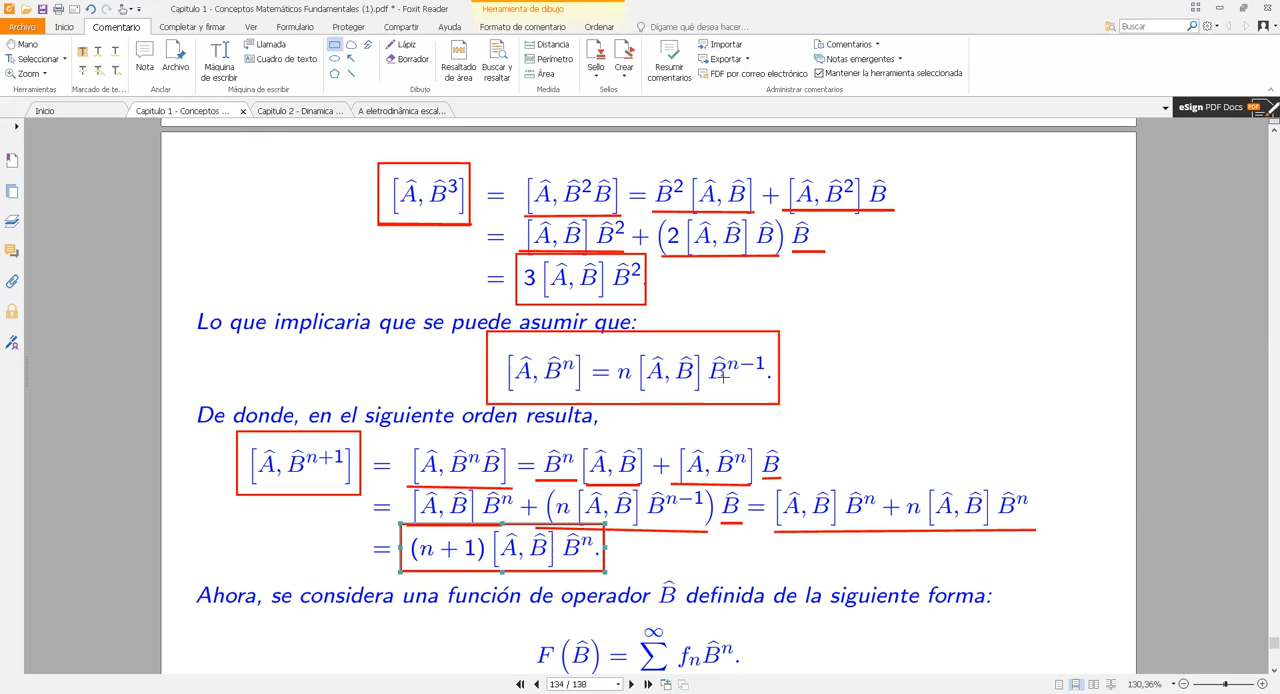 Capitulo 1 - Conceptos Matemáticos Fundamentales (1).pdf * - Foxit Reader
Herramienta de dibujo
Archivo Inicio Comentario Completar y firmar Ver Formulario Proteger Compartir Ayuda Formato de comentario Ordenar Dígame qué desea hacer... Buscar
Mano
Seleccionar
Zoom
Herramientas
T T T
T T T
Marcado de te...
Nota Archivo
Anclar
Máquina de escribir
Llamada
Cuadro de texto
Máquina de escribir
Lápiz
Borrador
Dibujo
Resaltado de área
Buscar y resaltar
Distancia
Perímetro
Área
Medida
Sello Crear
Sellos
Resumir comentarios
Importar
Exportar
FDF por correo electrónico
Comentarios
Notas emergentes
Mantener la herramienta seleccionada
Administrar comentarios
Inicio Capitulo 1 - Conceptos ... Capitulo 2 - Dinamica ... A eletrodinâmica escal... eSign PDF Docs PDF
[Â, B̂³] = [Â, B̂²B̂] = B̂² [Â, B̂] + [Â, B̂²] B̂
= [Â, B̂] B̂² + (2 [Â, B̂] B̂) B̂
= 3 [Â, B̂] B̂².
Lo que implicaria que se puede asumir que:
[Â, B̂ⁿ] = n [Â, B̂] B̂ⁿ⁻¹.
De donde, en el siguiente orden resulta,
[Â, B̂ⁿ⁺¹] = [Â, B̂ⁿB̂] = B̂ⁿ [Â, B̂] + [Â, B̂ⁿ] B̂
= [Â, B̂] B̂ⁿ + (n [Â, B̂] B̂ⁿ⁻¹) B̂ = [Â, B̂] B̂ⁿ + n [Â, B̂] B̂ⁿ
= (n + 1) [Â, B̂] B̂ⁿ.
Ahora, se considera una función de operador B̂ definida de la siguiente forma:
∞
F (B̂) = ∑ fₙB̂ⁿ.
134 / 138 130,36%